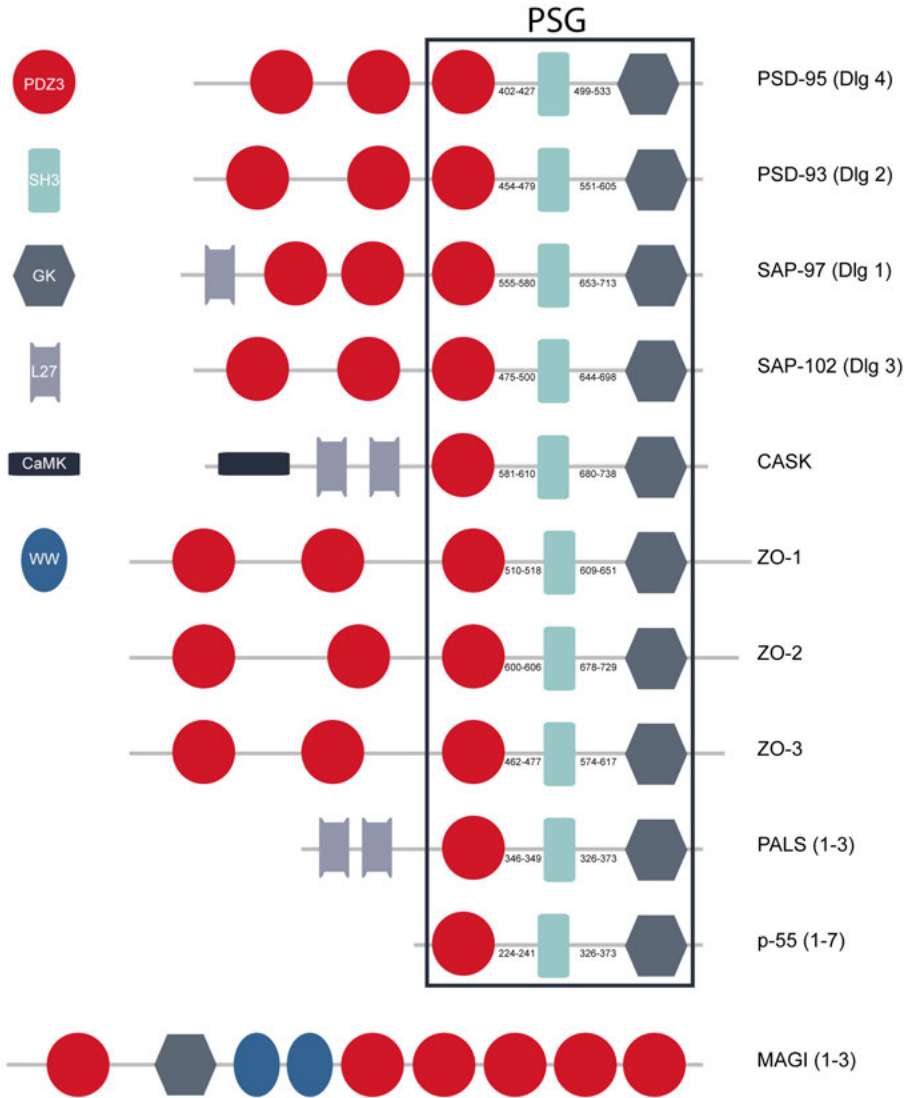 PSG
PDZ3
402-427
499-533
PSD-95 (Dlg 4)
SH3
454-479
551-605
PSD-93 (Dlg 2)
GK
555-580
653-713
SAP-97 (Dlg 1)
L27
475-500
644-698
SAP-102 (Dlg 3)
CaMK
581-610
680-738
CASK
WW
510-518
609-651
ZO-1
600-606
678-729
ZO-2
462-477
574-617
ZO-3
346-349
326-373
PALS (1-3)
224-241
326-373
p-55 (1-7)
MAGI (1-3)